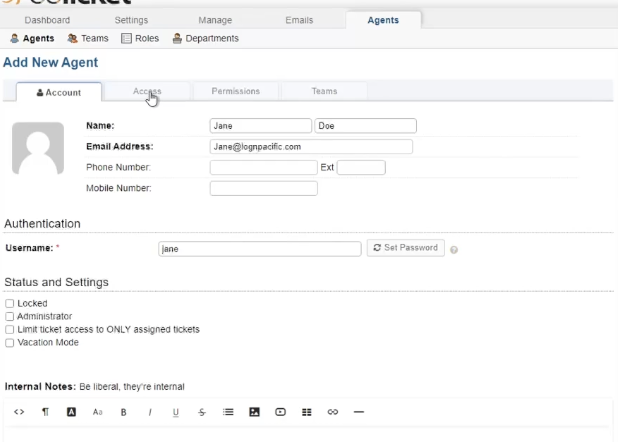 Dashboard Settings Manage Emails Agents
Agents Teams Roles Departments
Add New Agent
Account Access Permissions Teams
Name: Jane Doe
Email Address: Jane@lognpacific.com
Phone Number: Ext
Mobile Number:
Authentication
Username: * jane Set Password
Status and Settings
Locked
Administrator
Limit ticket access to ONLY assigned tickets
Vacation Mode
Internal Notes: Be liberal, they're internal
<> ¶ A Aa B I U S